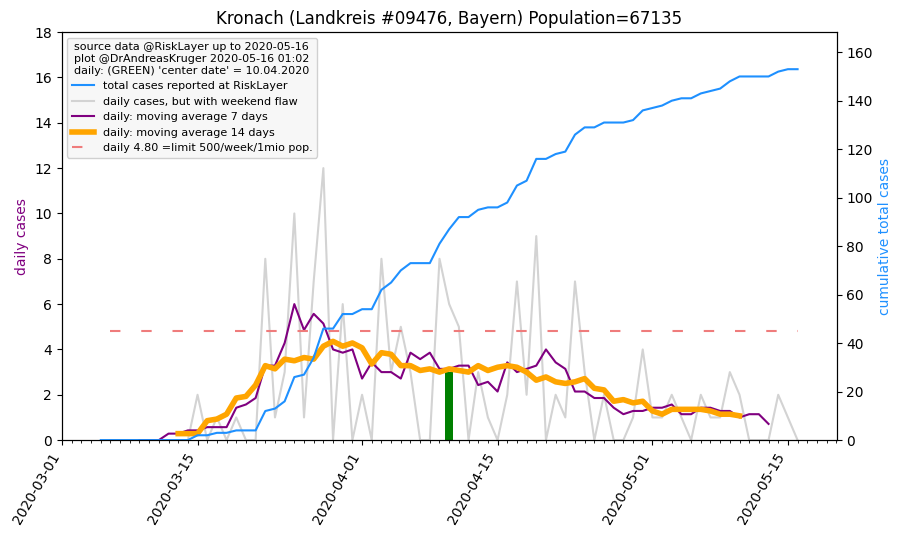 Kronach (Landkreis #09476, Bayern) Population=67135
source data @RiskLayer up to 2020-05-16
plot @DrAndreasKruger 2020-05-16 01:02
daily: (GREEN) 'center date' = 10.04.2020
total cases reported at RiskLayer
daily cases, but with weekend flaw
daily: moving average 7 days
daily: moving average 14 days
daily 4.80 =limit 500/week/1mio pop.
daily cases
18
16
14
12
10
8
6
4
2
0
160
140
120
100
80
60
40
20
0
cumulative total cases
2020-03-01
2020-03-15
2020-04-01
2020-04-15
2020-05-01
2020-05-15